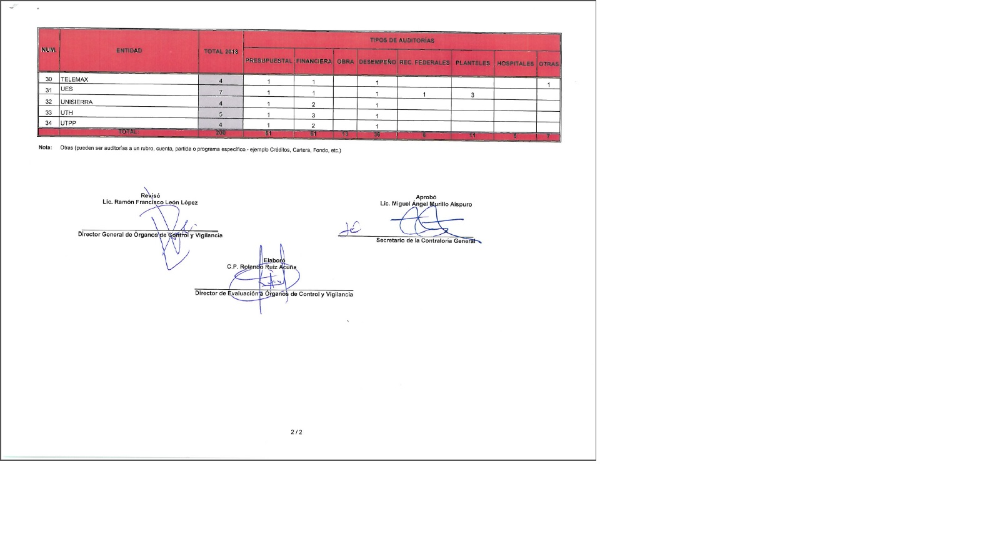 NUM. ENTIDAD TOTAL 2018 TIPOS DE AUDITORÍAS
PRESUPUESTAL FINANCIERA OBRA DESEMPEÑO REC. FEDERALES PLANTELES HOSPITALES OTRAS
30 TELEMAX 4 1 1 1 1
31 UES 7 1 1 1 1 3
32 UNISIERRA 4 1 2 1
33 UTH 5 1 3 1
34 UTPP 4 1 2 1
TOTAL: 200 61 61 13 36 6 11 5 7
Nota: Otras (pueden ser auditorías a un rubro, cuenta, partida o programa específico.- ejemplo Créditos, Cartera, Fondo, etc.)
Revisó
Lic. Ramón Francisco León López
Director General de Órganos de Control y Vigilancia
Aprobó
Lic. Miguel Ángel Murillo Aispuro
Secretario de la Contraloría General
Elaboró
C.P. Rolando Ruiz Acuña
Director de Evaluación a Órganos de Control y Vigilancia
2 / 2